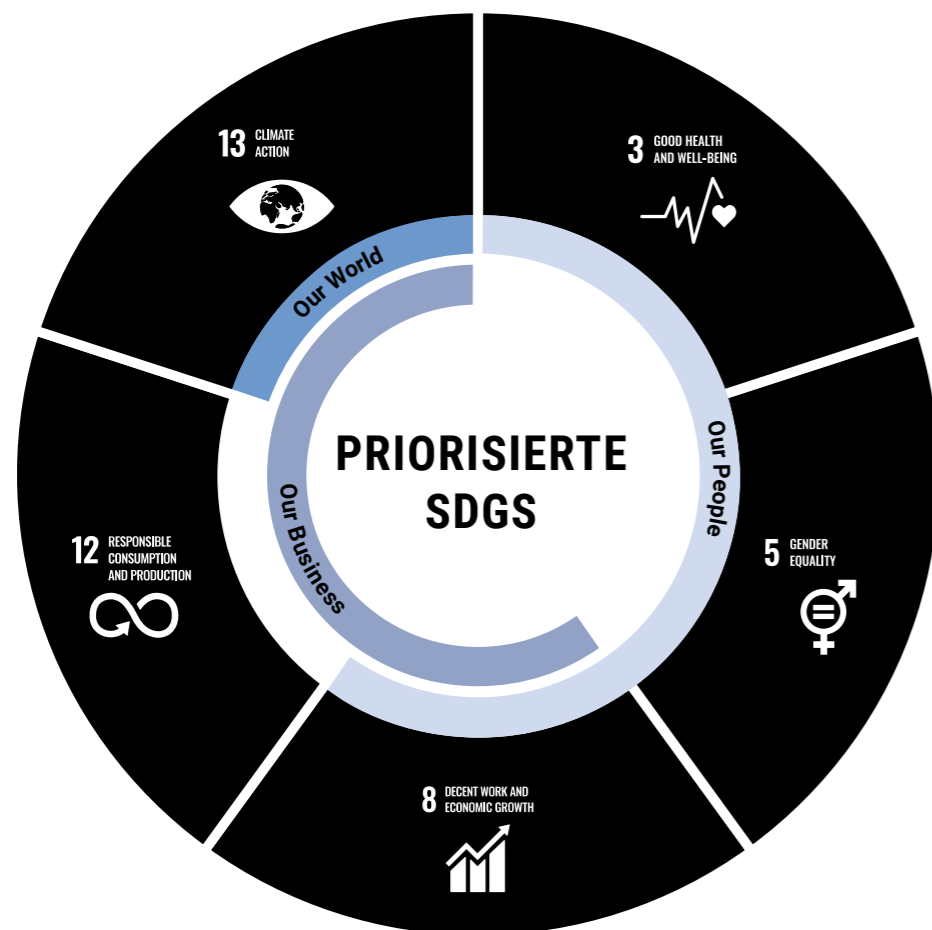 13 CLIMATE
ACTION
3 GOOD HEALTH
AND WELL-BEING
Our World
PRIORISIERTE
SDGS
Our People
Our Business
12 RESPONSIBLE
CONSUMPTION
AND PRODUCTION
5 GENDER
EQUALITY
8 DECENT WORK AND
ECONOMIC GROWTH